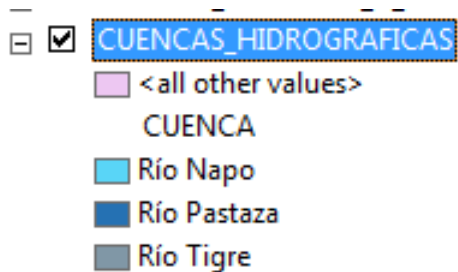 CUENCAS_HIDROGRAFICAS
<all other values>
CUENCA
Río Napo
Río Pastaza
Río Tigre